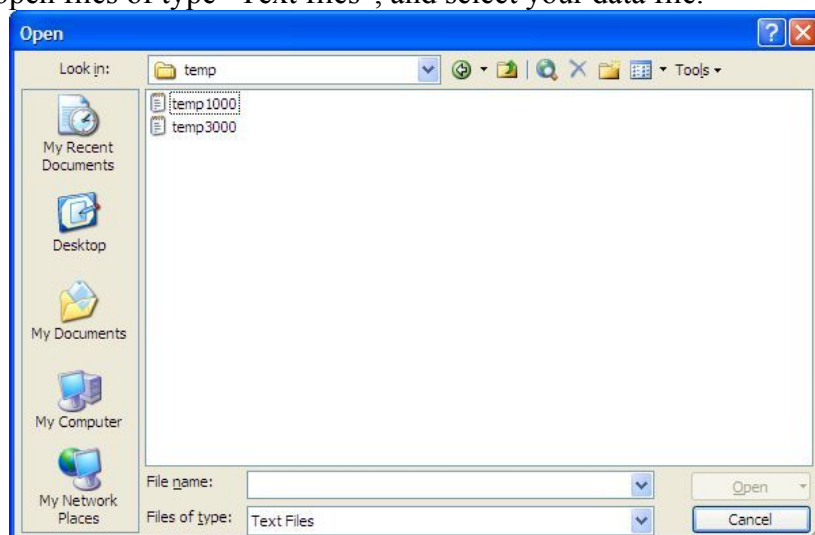 open files of type “Text files”, and select your data file.
Open
Look in:
temp
Tools
temp1000
temp3000
My Recent
Documents
Desktop
My Documents
My Computer
My Network
Places
File name:
Open
Files of type:
Text Files
Cancel